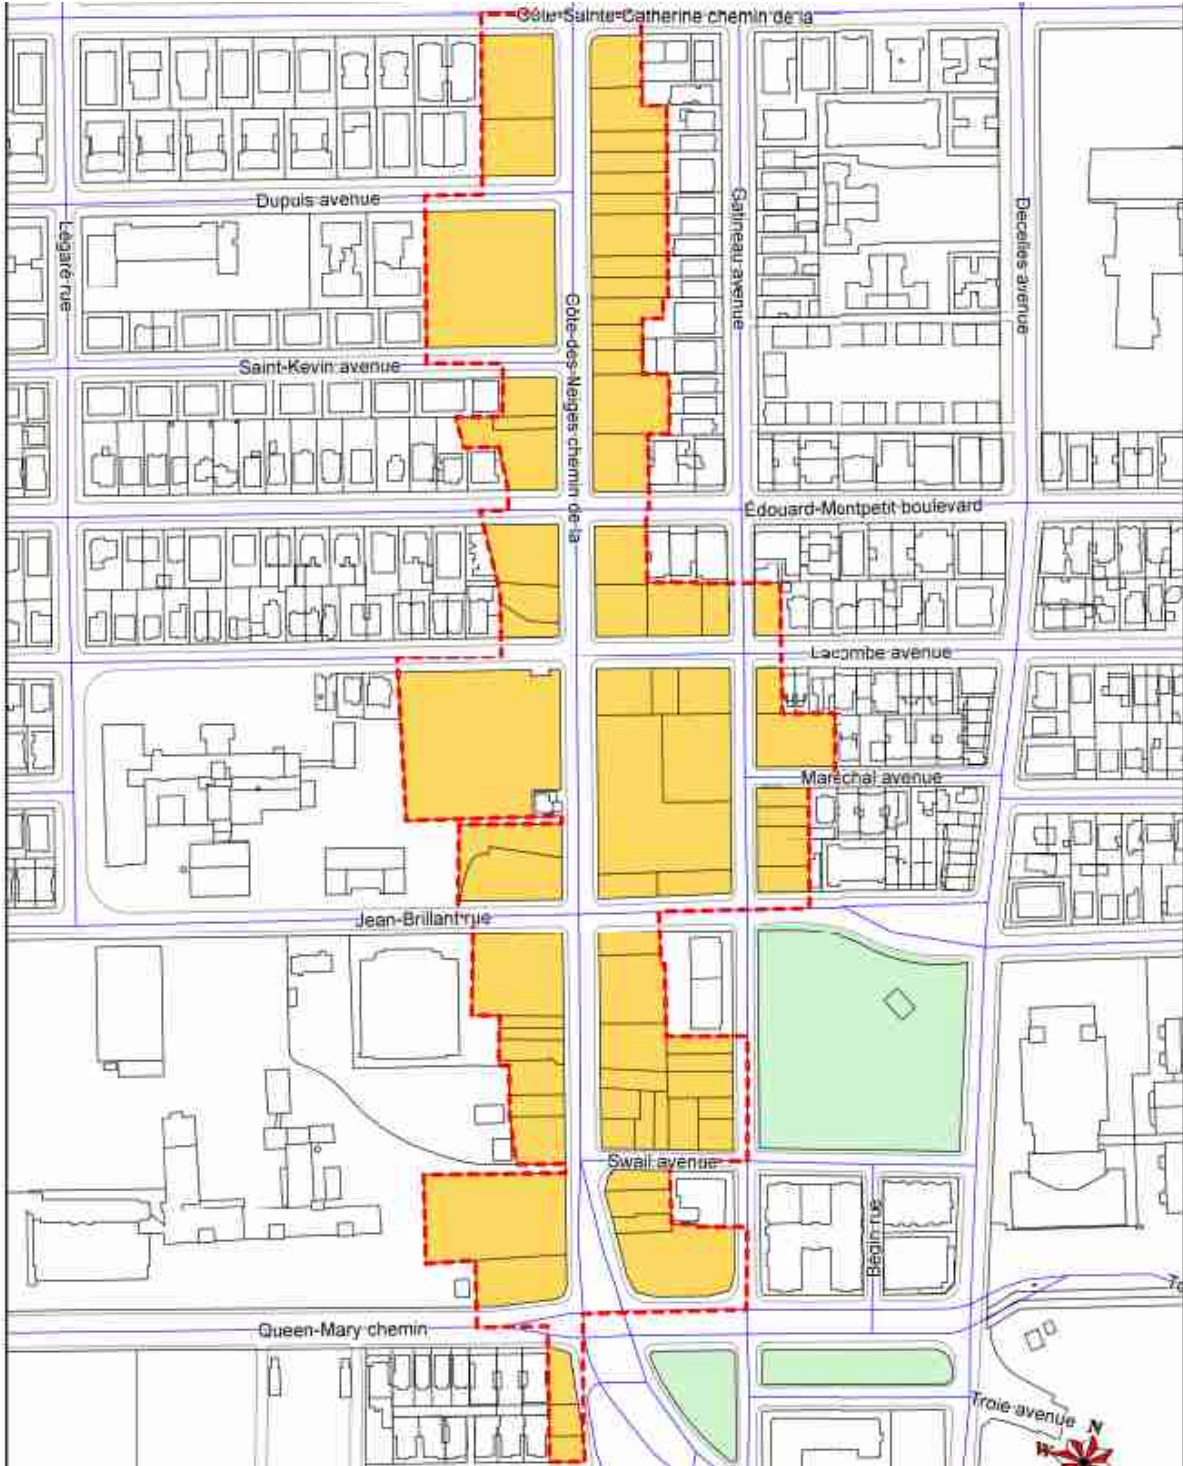 Côte-Sainte-Catherine chemin de la
Dupuis avenue
Légaré rue
Gatineau avenue
Decelles avenue
Côte-des-Neiges chemin de la
Saint-Kevin avenue
Édouard-Montpetit boulevard
Lacombe avenue
Maréchal avenue
Jean-Brillant rue
Swail avenue
Bégin rue
Queen-Mary chemin
Troie avenue
N
W